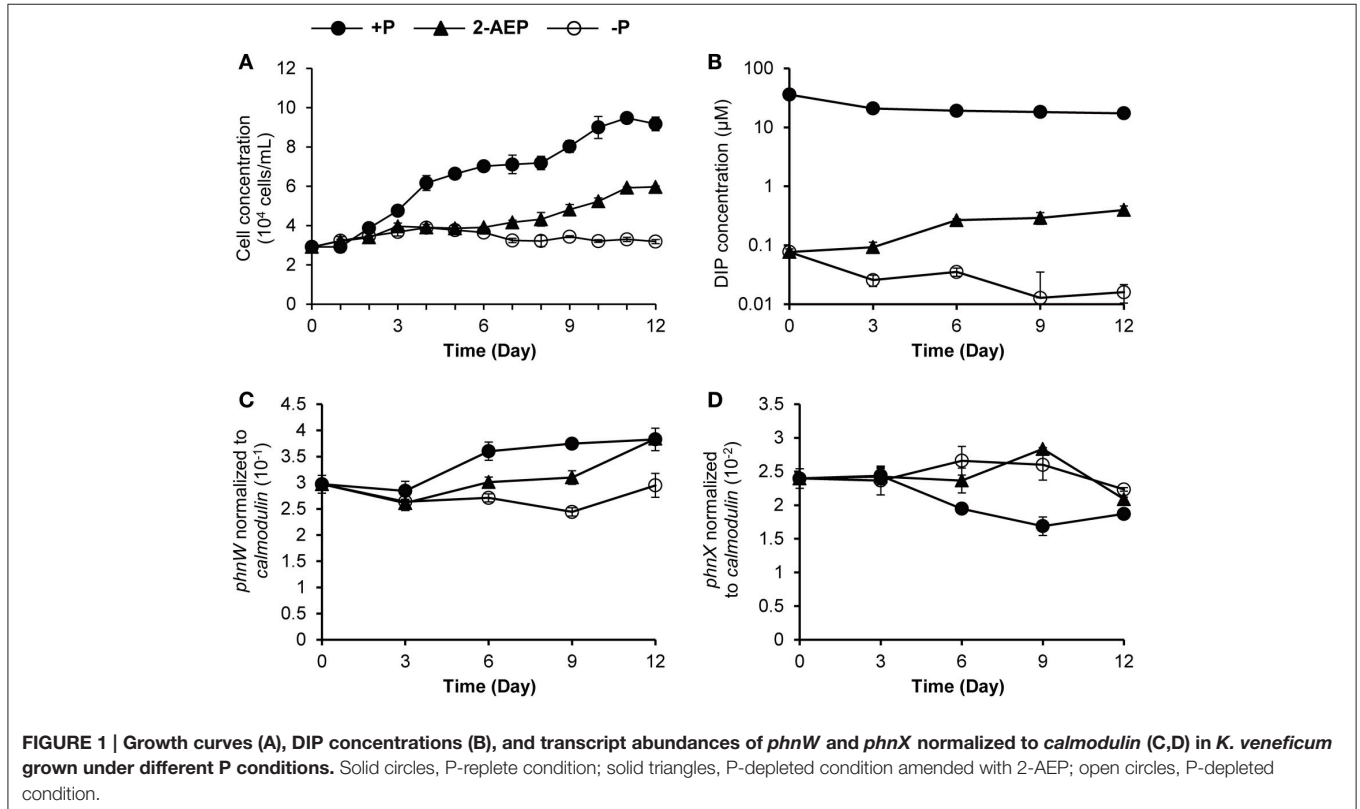 +P 2-AEP -P
A
12
10
8
6
4
2
0
Cell concentration
(10⁴ cells/mL)
0 3 6 9 12
Time (Day)
B
100
10
1
0.1
0.01
DIP concentration (µM)
0 3 6 9 12
Time (Day)
C
4.5
4
3.5
3
2.5
2
1.5
1
0.5
0
phnW normalized to
calmodulin (10⁻¹)
0 3 6 9 12
Time (Day)
D
3.5
3
2.5
2
1.5
1
0.5
0
phnX normalized
to calmodulin (10⁻²)
0 3 6 9 12
Time (Day)
FIGURE 1 | Growth curves (A), DIP concentrations (B), and transcript abundances of phnW and phnX normalized to calmodulin (C,D) in K. veneficum
grown under different P conditions. Solid circles, P-replete condition; solid triangles, P-depleted condition amended with 2-AEP; open circles, P-depleted
condition.